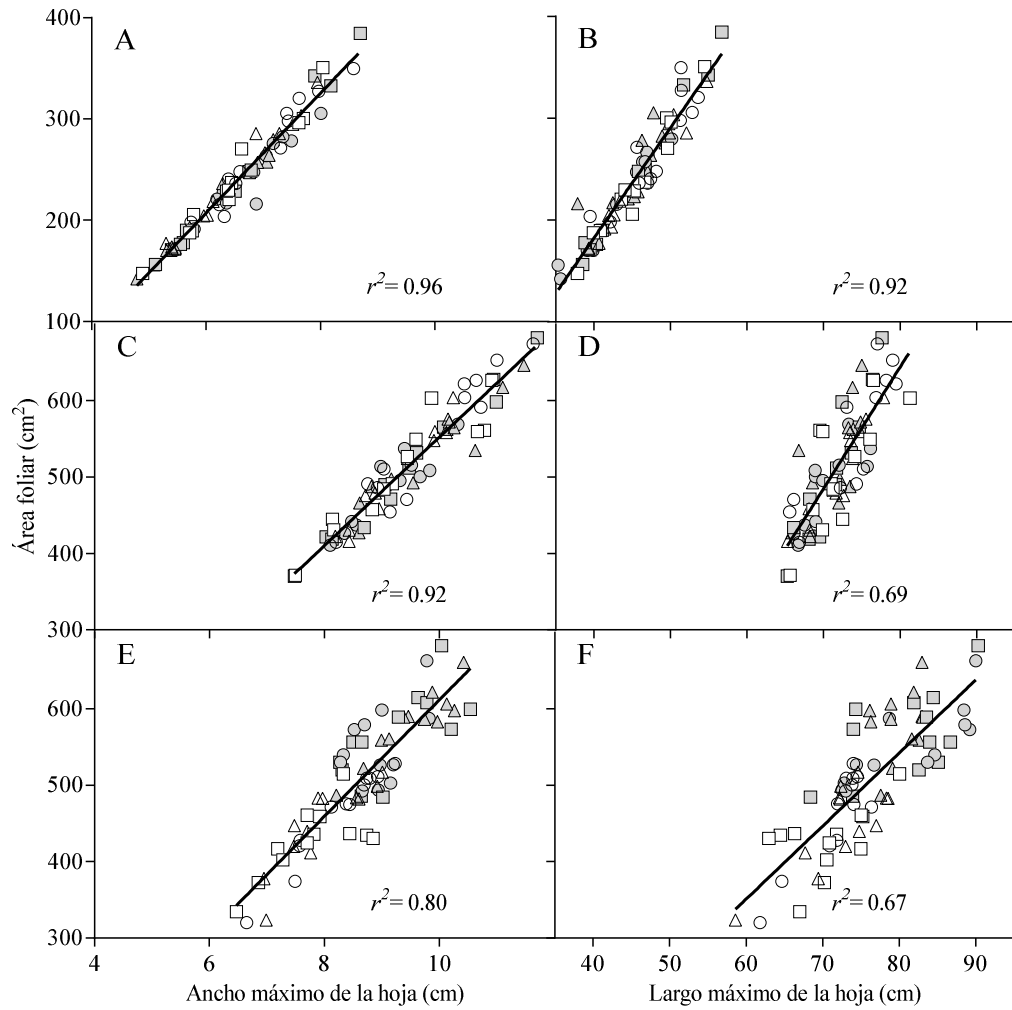 400
A
B
300
200
r²= 0.96
r²= 0.92
100
C
D
600
Área foliar (cm²)
500
400
r²= 0.92
r²= 0.69
300
E
F
600
500
400
r²= 0.80
r²= 0.67
300
4 6 8 10 40 50 60 70 80 90
Ancho máximo de la hoja (cm) Largo máximo de la hoja (cm)